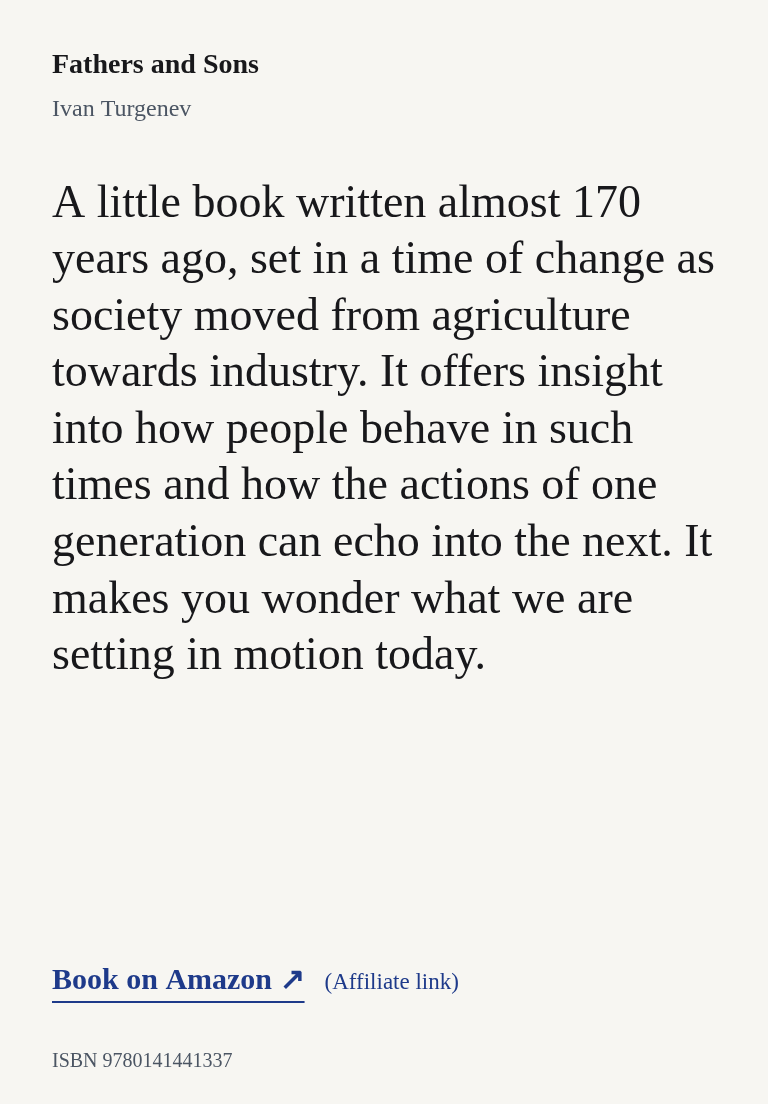 Fathers and Sons
Ivan Turgenev
A little book written almost 170
years ago, set in a time of change as
society moved from agriculture
towards industry. It offers insight
into how people behave in such
times and how the actions of one
generation can echo into the next. It
makes you wonder what we are
setting in motion today.
Book on Amazon ↗ (Affiliate link)
ISBN 9780141441337